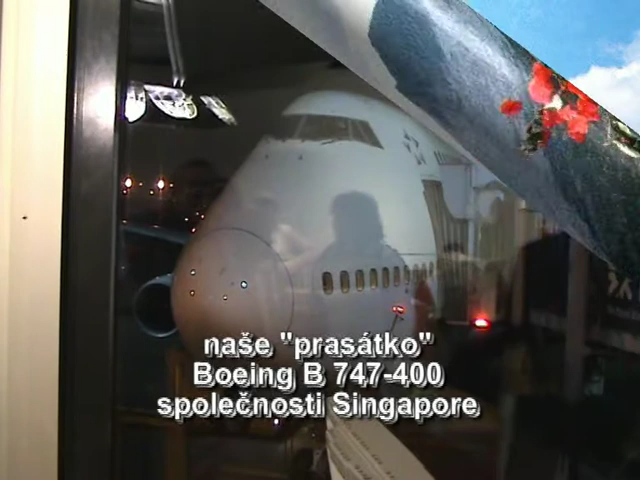 naše "prasátko"
Boeing B 747-400
společnosti Singapore